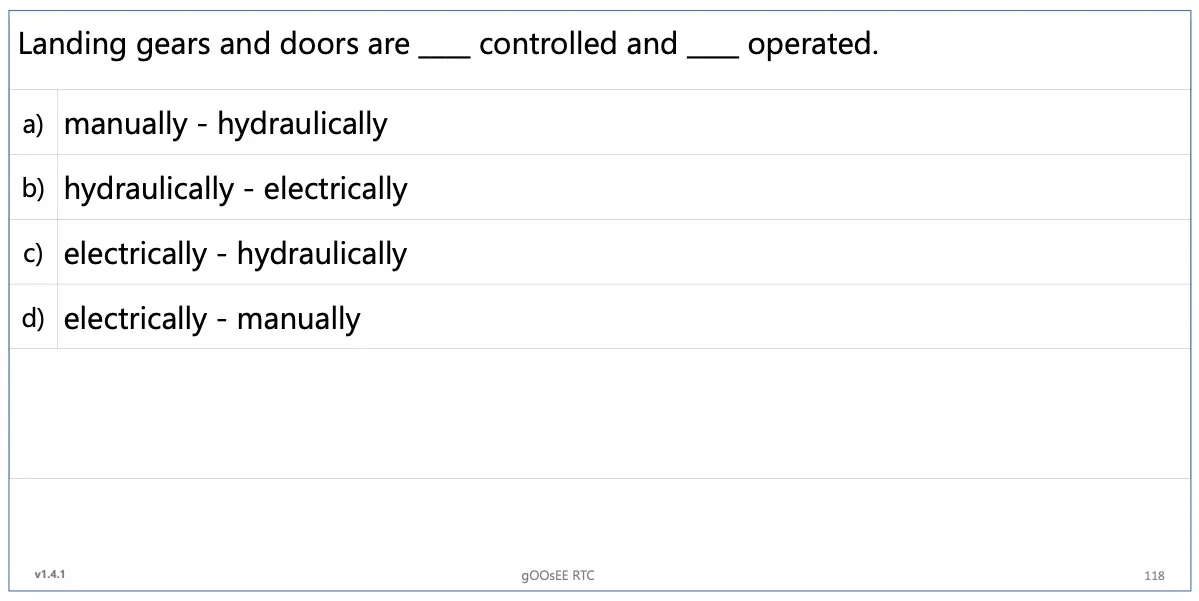 Landing gears and doors are ____ controlled and ____ operated.
a) manually - hydraulically
b) hydraulically - electrically
c) electrically - hydraulically
d) electrically - manually
v1.4.1 gOOsEE RTC 118